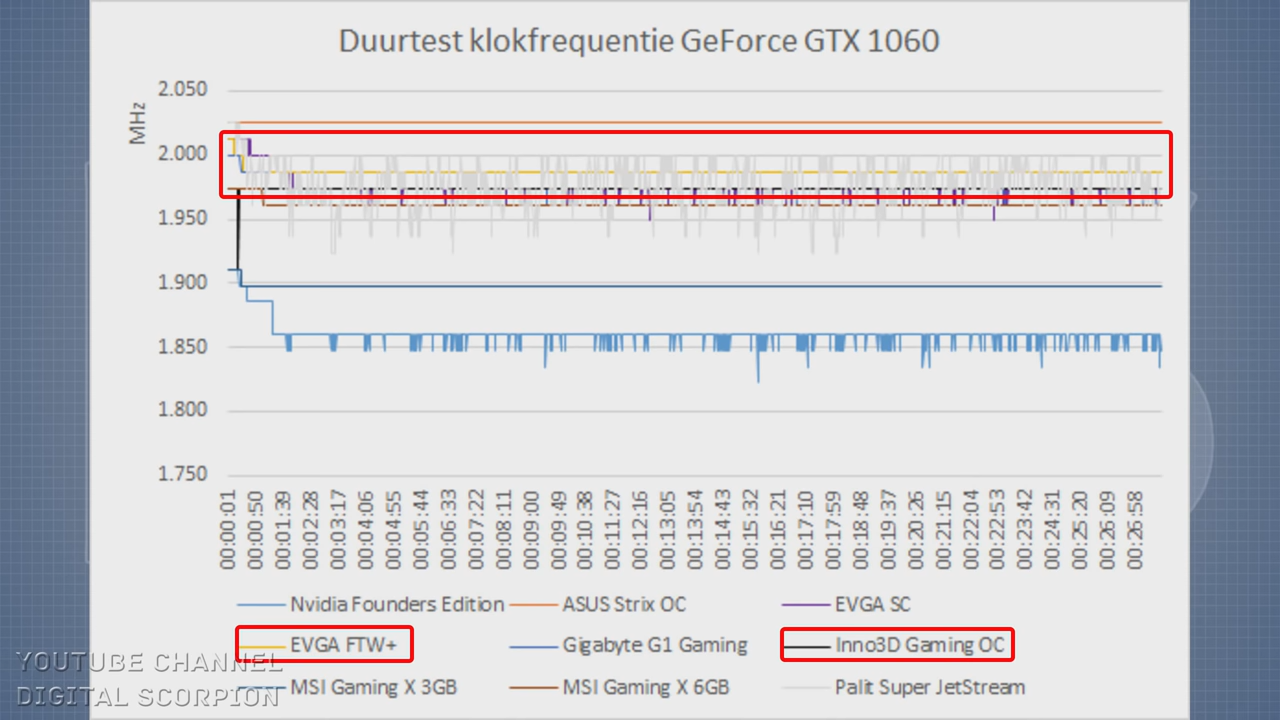 Duurtest klokfrequentie GeForce GTX 1060
MHz
2.050
2.000
1.950
1.900
1.850
1.800
1.750
00:00:01 00:00:50 00:01:39 00:02:28 00:03:17 00:04:06 00:04:55 00:05:44 00:06:33 00:07:22 00:08:11 00:09:00 00:09:49 00:10:38 00:11:27 00:12:16 00:13:05 00:13:54 00:14:43 00:15:32 00:16:21 00:17:10 00:17:59 00:18:48 00:19:37 00:20:26 00:21:15 00:22:04 00:22:53 00:23:42 00:24:31 00:25:20 00:26:09 00:26:58
Nvidia Founders Edition ASUS Strix OC EVGA SC
EVGA FTW+ Gigabyte G1 Gaming Inno3D Gaming OC
MSI Gaming X 3GB MSI Gaming X 6GB Palit Super JetStream
YOUTUBE CHANNEL
DIGITAL SCORPION